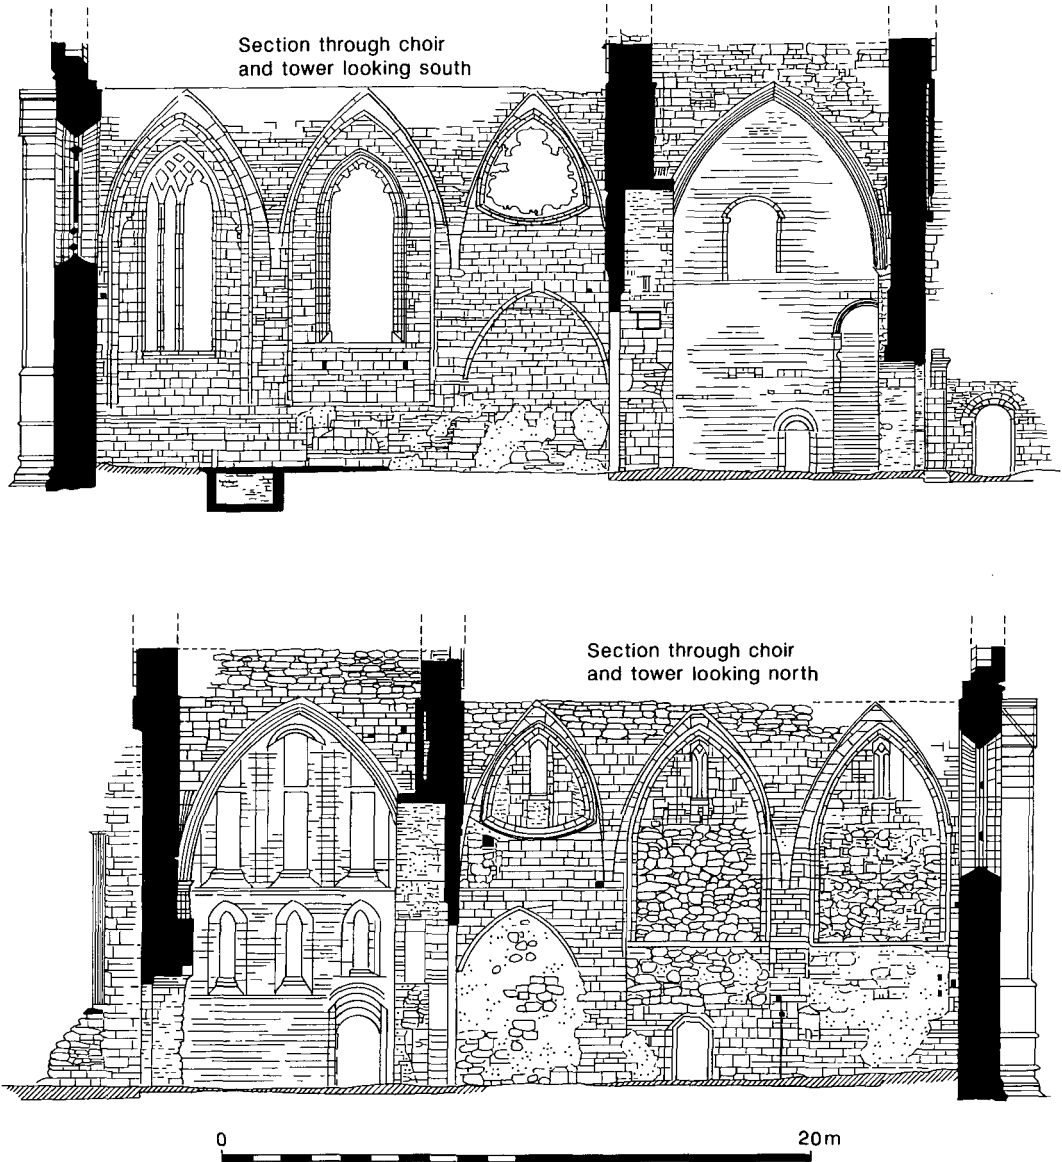 Section through choir
and tower looking south
Section through choir
and tower looking north
0 20m